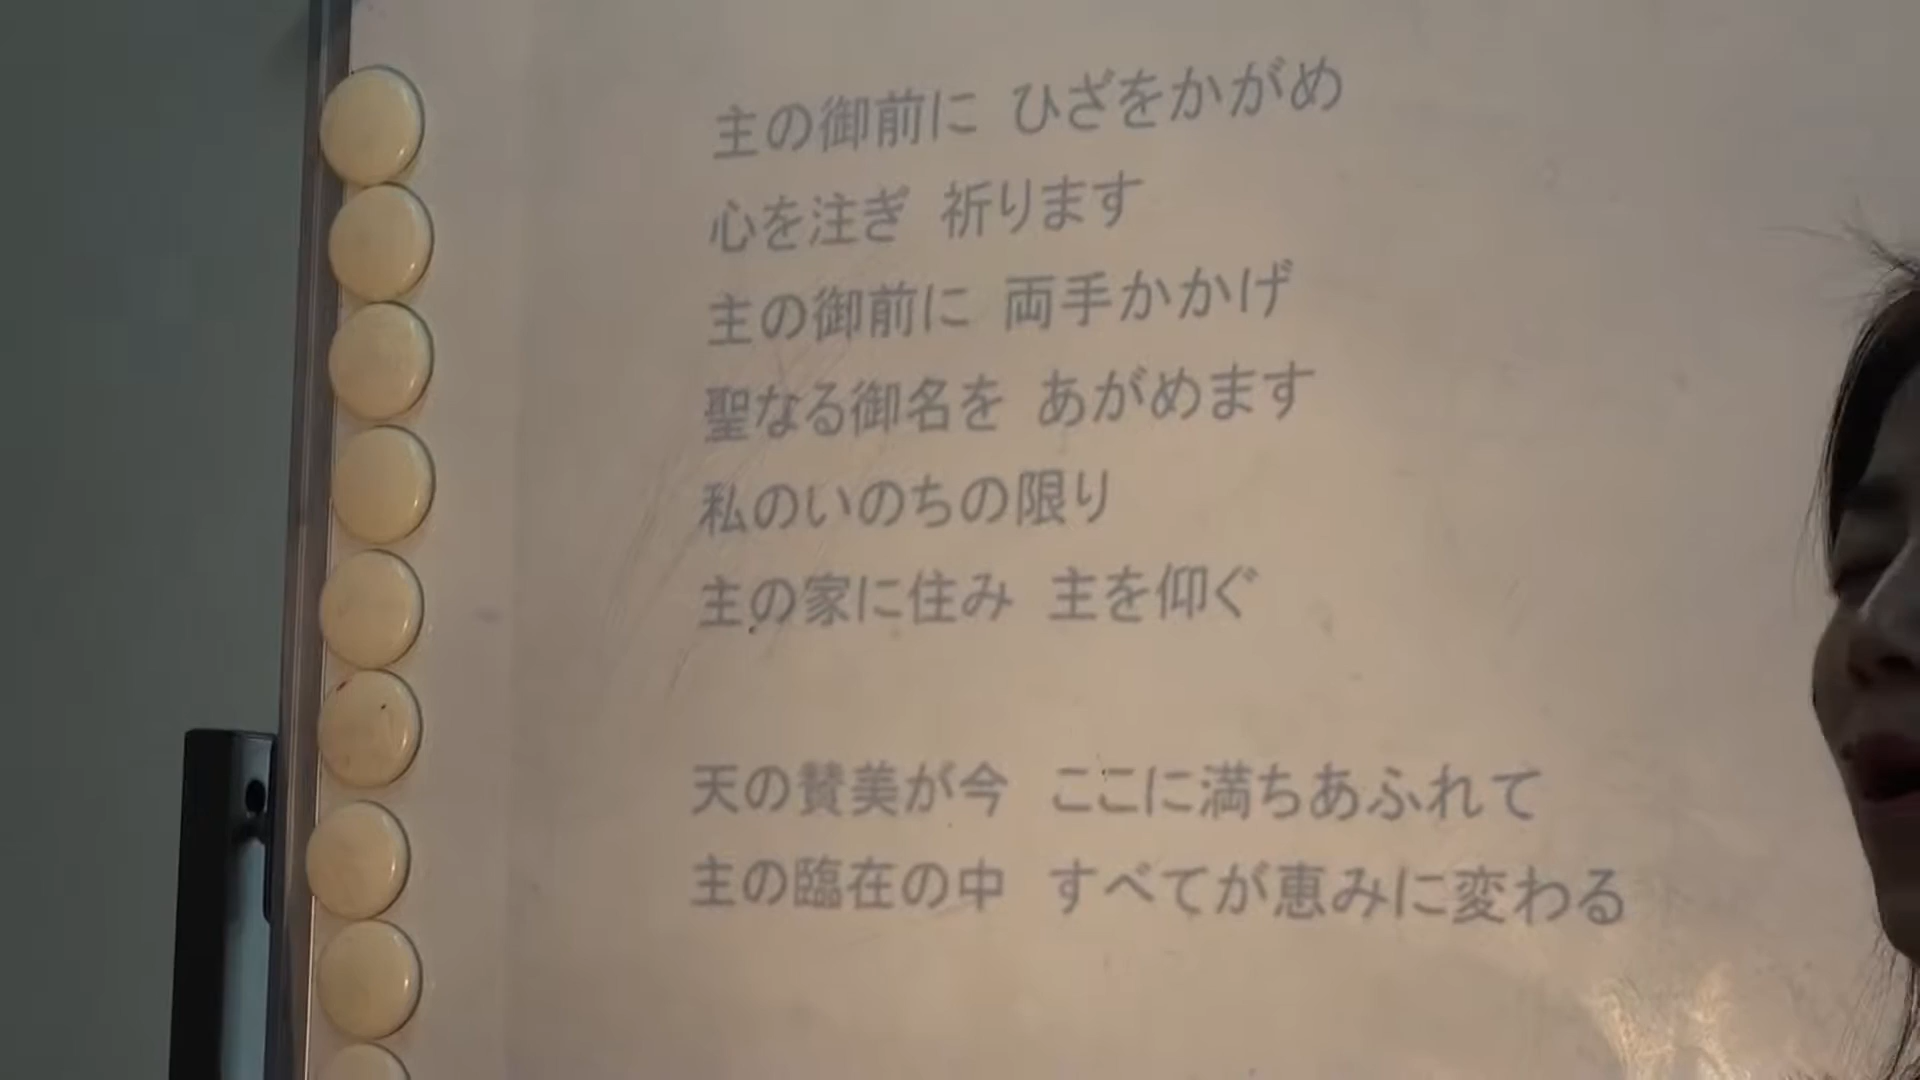 主の御前に ひざをかがめ
心を注ぎ 祈ります
主の御前に 両手かかげ
聖なる御名を あがめます
私のいのちの限り
主の家に住み 主を仰ぐ
天の賛美が今 ここに満ちあふれて
主の臨在の中 すべてが恵みに変わる